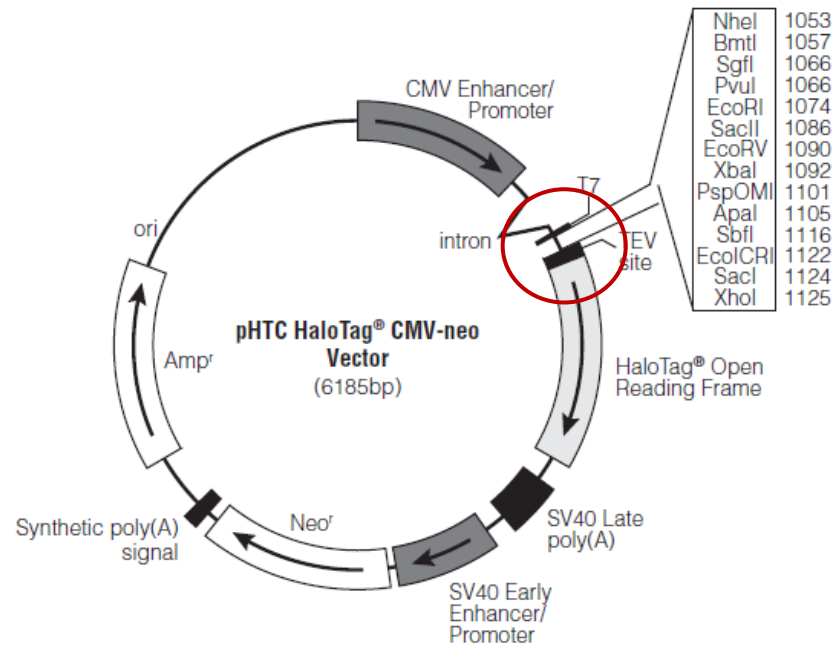 NheI 1053
BmtI 1057
SgfI 1066
PvuI 1066
EcoRI 1074
SacII 1086
EcoRV 1090
XbaI 1092
PspOMI 1101
ApaI 1105
SbfI 1116
EcoICRI 1122
SacI 1124
XhoI 1125
CMV Enhancer/
Promoter
T7
ori
intron
TEV
site
pHTC HaloTag® CMV-neo
Vector
(6185bp)
Ampʳ
HaloTag® Open
Reading Frame
Synthetic poly(A)
signal
Neoʳ
SV40 Late
poly(A)
SV40 Early
Enhancer/
Promoter